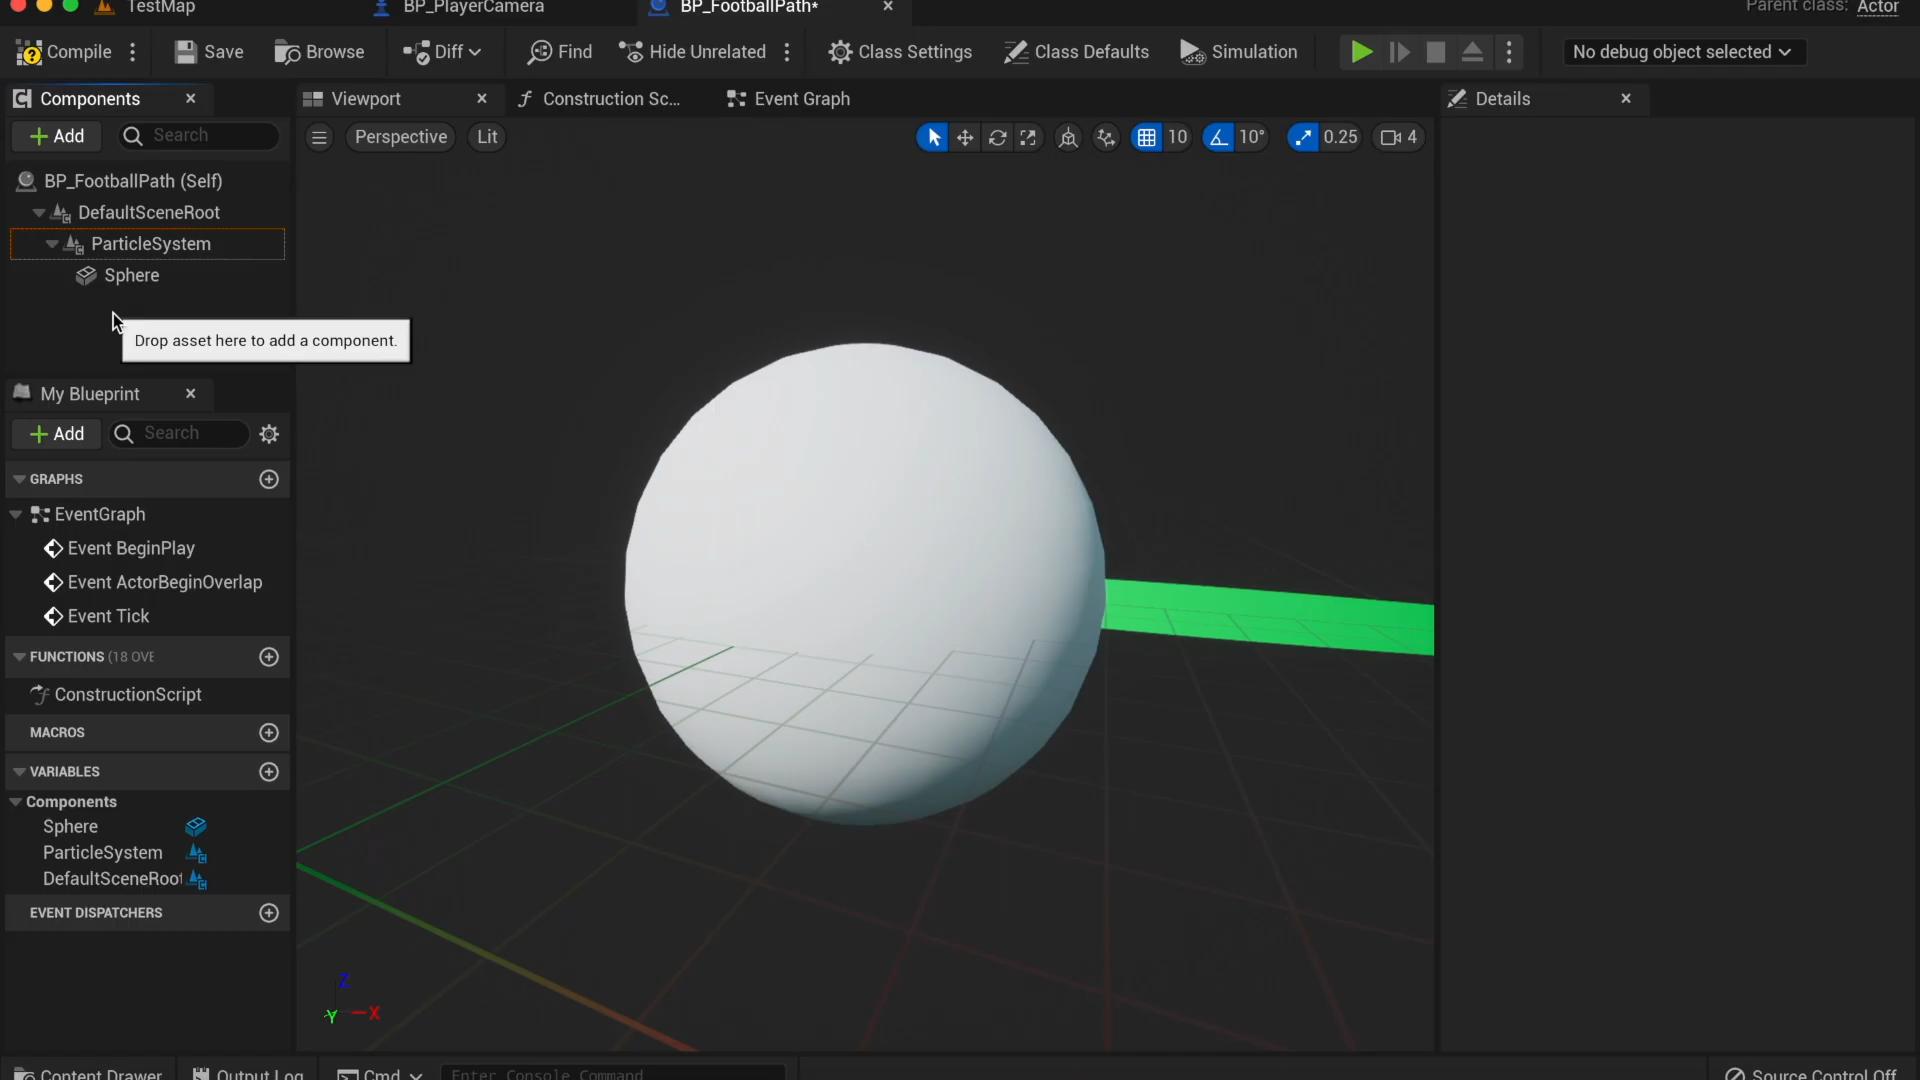 TestMap
BP_PlayerCamera
BP_FootballPath*
Parent class: Actor
Compile
Save
Browse
Diff
Find
Hide Unrelated
Class Settings
Class Defaults
Simulation
No debug object selected
Components
Viewport
Construction Sc...
Event Graph
Details
Add
Search
Perspective
Lit
10
10°
0.25
4
BP_FootballPath (Self)
DefaultSceneRoot
ParticleSystem
Sphere
Drop asset here to add a component.
My Blueprint
Add
Search
GRAPHS
EventGraph
Event BeginPlay
Event ActorBeginOverlap
Event Tick
FUNCTIONS (18 OVE
ConstructionScript
MACROS
VARIABLES
Components
Sphere
ParticleSystem
DefaultSceneRoot
EVENT DISPATCHERS
Z
Y
X
Content Drawer
Output Log
Cmd
Enter Console Command
Source Control Off